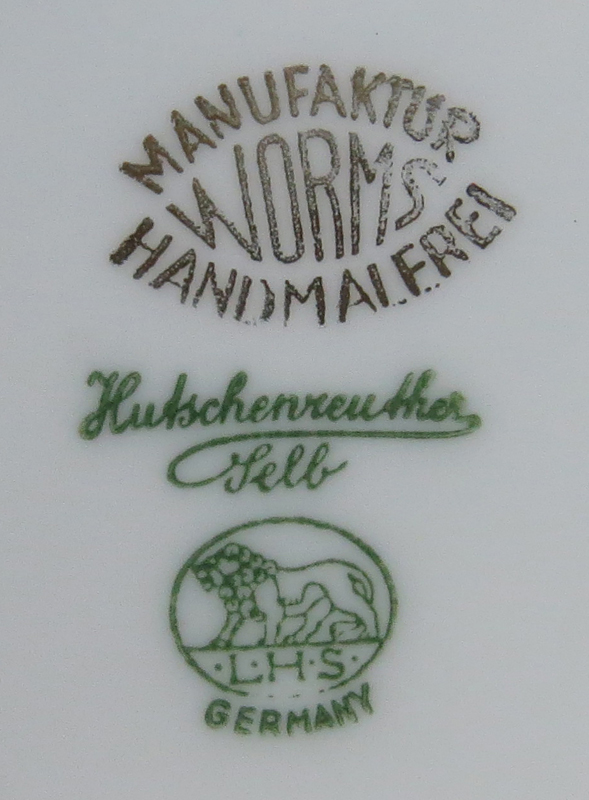 MANUFAKTUR
WORMS
HANDMALEREI
Hutschenreuther
Selb
·L·H·S·
GERMANY